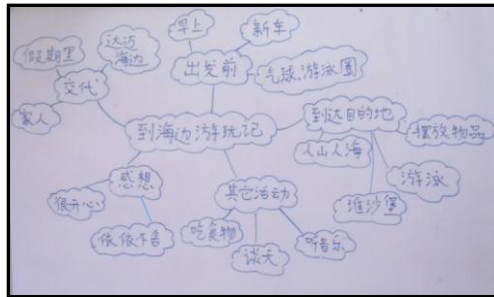 早上
新车
假期里
达迈
海边
出发前
气球,游泳圈
交代
家人
到海边游玩记
到达目的地
摆放物品
人山人海
游泳
堆沙堡
感想
很开心
依依不舍
其它活动
吃食物
谈天
听音乐